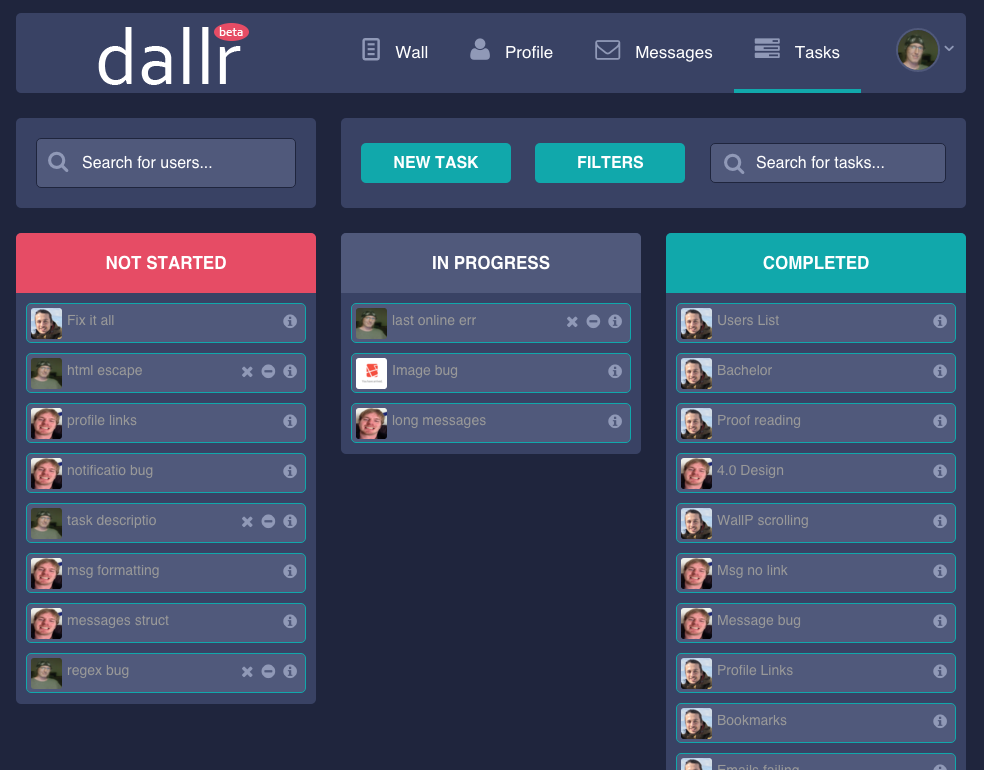 dallr
beta
Wall
Profile
Messages
Tasks
Search for users...
NEW TASK
FILTERS
Search for tasks...
NOT STARTED
Fix it all
html escape
profile links
notificatio bug
task descriptio
msg formatting
messages struct
regex bug
IN PROGRESS
last online err
Image bug
long messages
COMPLETED
Users List
Bachelor
Proof reading
4.0 Design
WallP scrolling
Msg no link
Message bug
Profile Links
Bookmarks
Emails failing